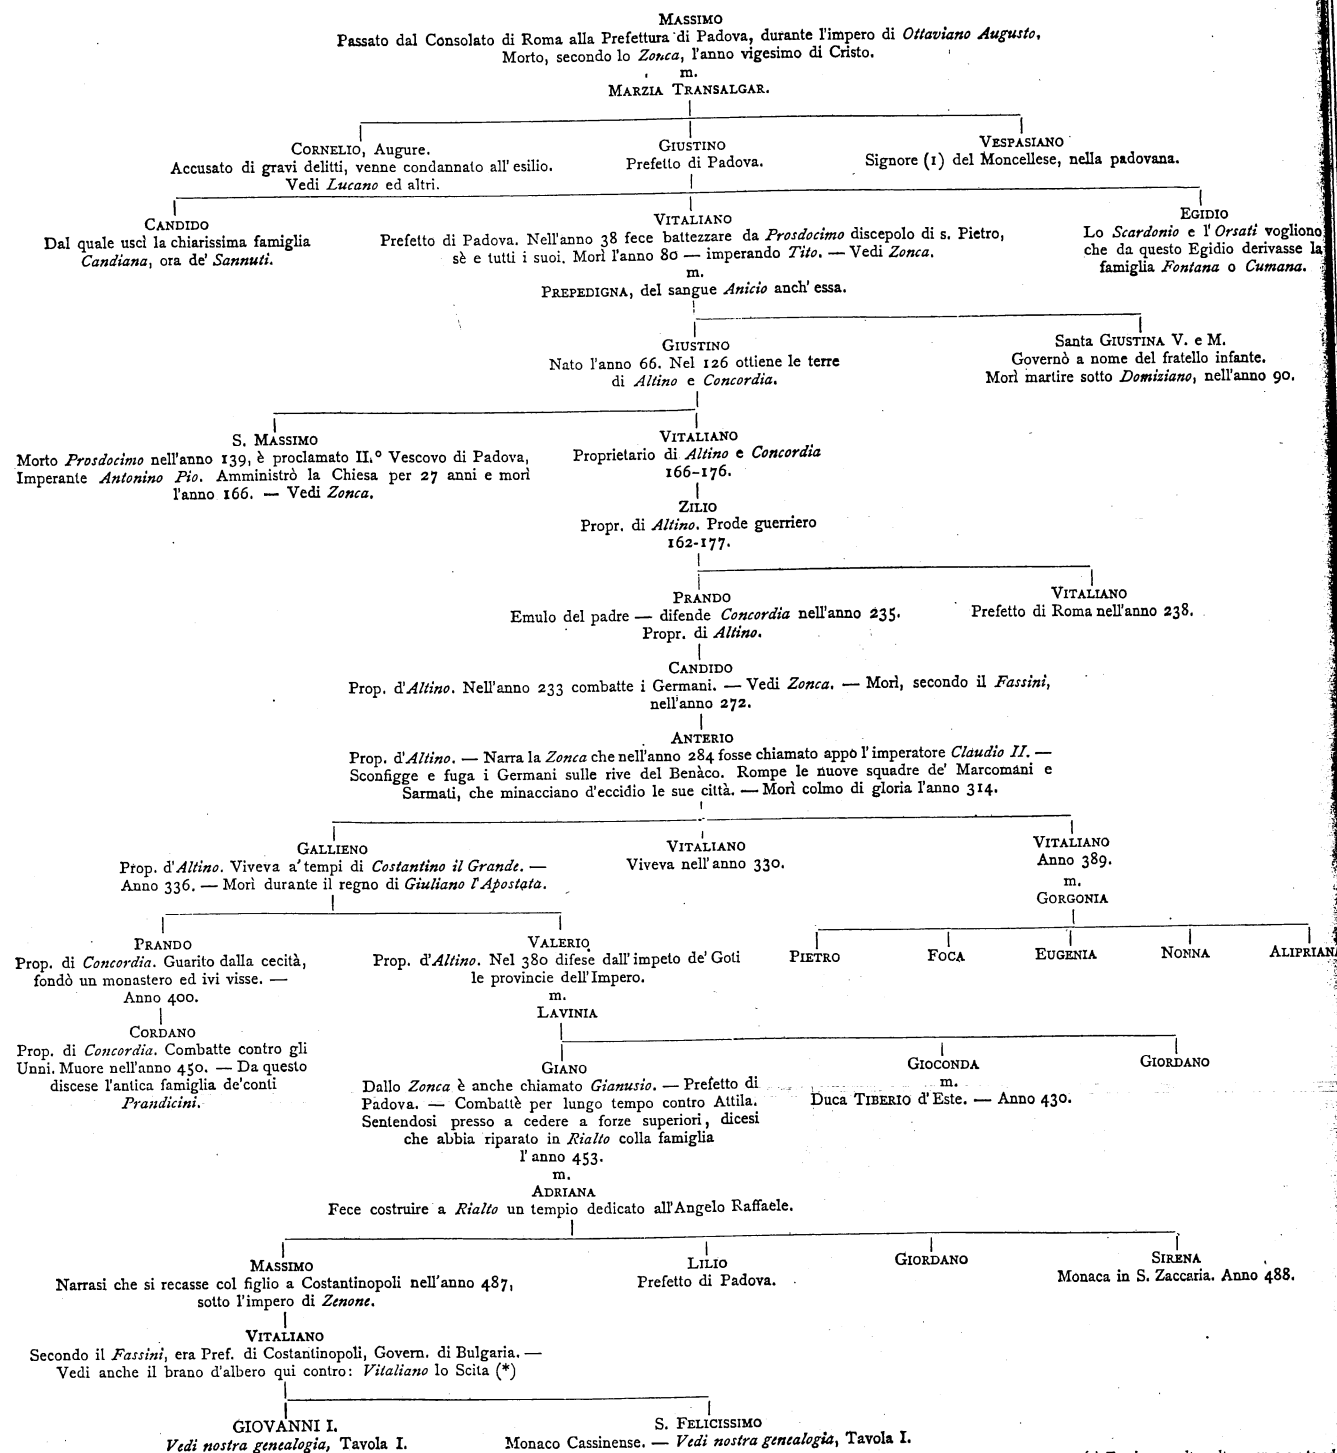 MASSIMO
Passato dal Consolato di Roma alla Prefettura di Padova, durante l'impero di Ottaviano Augusto.
Morto, secondo lo Zonca, l'anno vigesimo di Cristo.
m.
MARZIA TRANSALGAR.
CORNELIO, Augure.
Accusato di gravi delitti, venne condannato all'esilio.
Vedi Lucano ed altri.
GIUSTINO
Prefetto di Padova.
VESPASIANO
Signore (1) del Moncellese, nella padovana.
CANDIDO
Dal quale uscì la chiarissima famiglia
Candiana, ora de' Sannuti.
VITALIANO
Prefetto di Padova. Nell'anno 38 fece battezzare da Prosdocimo discepolo di s. Pietro,
sè e tutti i suoi. Morì l'anno 80 — imperando Tito. — Vedi Zonca.
m.
PREPEDIGNA, del sangue Anicio anch' essa.
EGIDIO
Lo Scardonio e l'Orsati vogliono
che da questo Egidio derivasse la
famiglia Fontana o Cumana.
GIUSTINO
Nato l'anno 66. Nel 126 ottiene le terre
di Altino e Concordia.
Santa GIUSTINA V. e M.
Governò a nome del fratello infante.
Morì martire sotto Domiziano, nell'anno 90.
S. MASSIMO
Morto Prosdocimo nell'anno 139, è proclamato II.º Vescovo di Padova,
Imperante Antonino Pio. Amministrò la Chiesa per 27 anni e morì
l'anno 166. — Vedi Zonca.
VITALIANO
Proprietario di Altino e Concordia
166-176.
ZILIO
Propr. di Altino. Prode guerriero
162-177.
PRANDO
Emulo del padre — difende Concordia nell'anno 235.
Propr. di Altino.
VITALIANO
Prefetto di Roma nell'anno 238.
CANDIDO
Prop. d'Altino. Nell'anno 233 combatte i Germani. — Vedi Zonca. — Morì, secondo il Fassini,
nell'anno 272.
ANTERIO
Prop. d'Altino. — Narra la Zonca che nell'anno 284 fosse chiamato appo l'imperatore Claudio II. —
Sconfigge e fuga i Germani sulle rive del Benàco. Rompe le nuove squadre de' Marcomani e
Sarmati, che minacciano d'eccidio le sue città. — Morì colmo di gloria l'anno 314.
GALLIENO
Prop. d'Altino. Viveva a' tempi di Costantino il Grande. —
Anno 336. — Morì durante il regno di Giuliano l'Apostata.
VITALIANO
Viveva nell'anno 330.
VITALIANO
Anno 389.
m.
GORGONIA
PRANDO
Prop. di Concordia. Guarito dalla cecità,
fondò un monastero ed ivi visse. —
Anno 400.
VALERIO
Prop. d'Altino. Nel 380 difese dall'impeto de' Goti
le provincie dell'Impero.
m.
LAVINIA
PIETRO
FOCA
EUGENIA
NONNA
ALIPRIAN
CORDANO
Prop. di Concordia. Combatte contro gli
Unni. Muore nell'anno 450. — Da questo
discese l'antica famiglia de'conti
Prandicini.
GIANO
Dallo Zonca è anche chiamato Gianusio. — Prefetto di
Padova. — Combattè per lungo tempo contro Attila.
Sentendosi presso a cedere a forze superiori, dicesi
che abbia riparato in Rialto colla famiglia
l'anno 453.
m.
ADRIANA
Fece costruire a Rialto un tempio dedicato all'Angelo Raffaele.
GIOCONDA
m.
Duca TIBERIO d'Este. — Anno 430.
GIORDANO
MASSIMO
Narrasi che si recasse col figlio a Costantinopoli nell'anno 487,
sotto l'impero di Zenone.
LILIO
Prefetto di Padova.
GIORDANO
SIRENA
Monaca in S. Zaccaria. Anno 488.
VITALIANO
Secondo il Fassini, era Pref. di Costantinopoli, Govern. di Bulgaria. —
Vedi anche il brano d'albero qui contro: Vitaliano lo Scita (*)
GIOVANNI I.
Vedi nostra genealogia, Tavola I.
S. FELICISSIMO
Monaco Cassinense. — Vedi nostra genealogia, Tavola I.